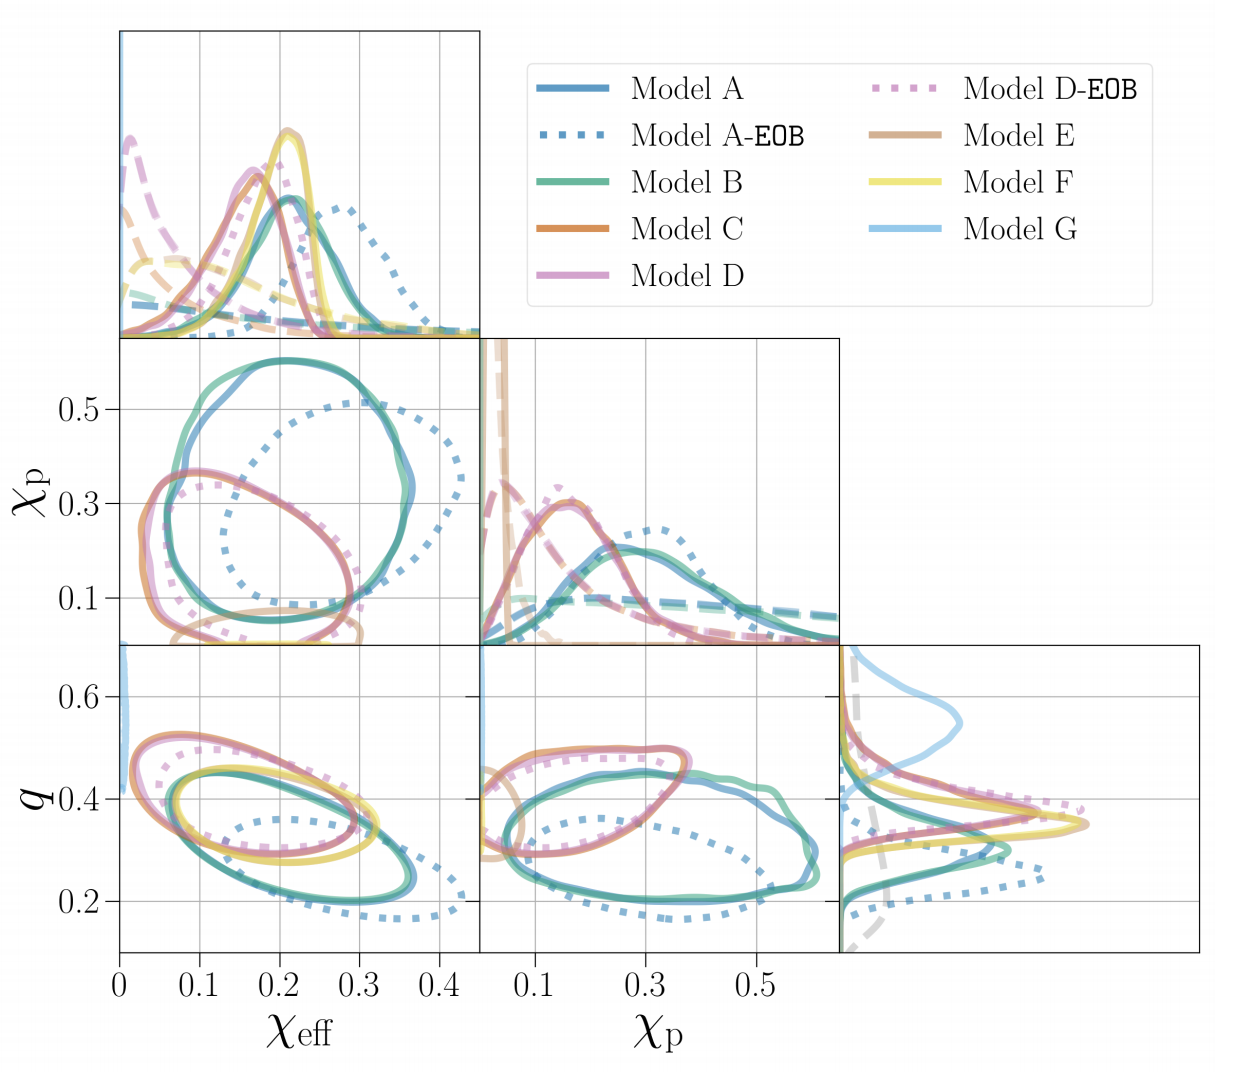 Model A
Model A-EOB
Model B
Model C
Model D
Model D-EOB
Model E
Model F
Model G
0.5
0.3
0.1
χp
0.6
0.4
0.2
q
0 0.1 0.2 0.3 0.4
0.1 0.3 0.5
χeff
χp